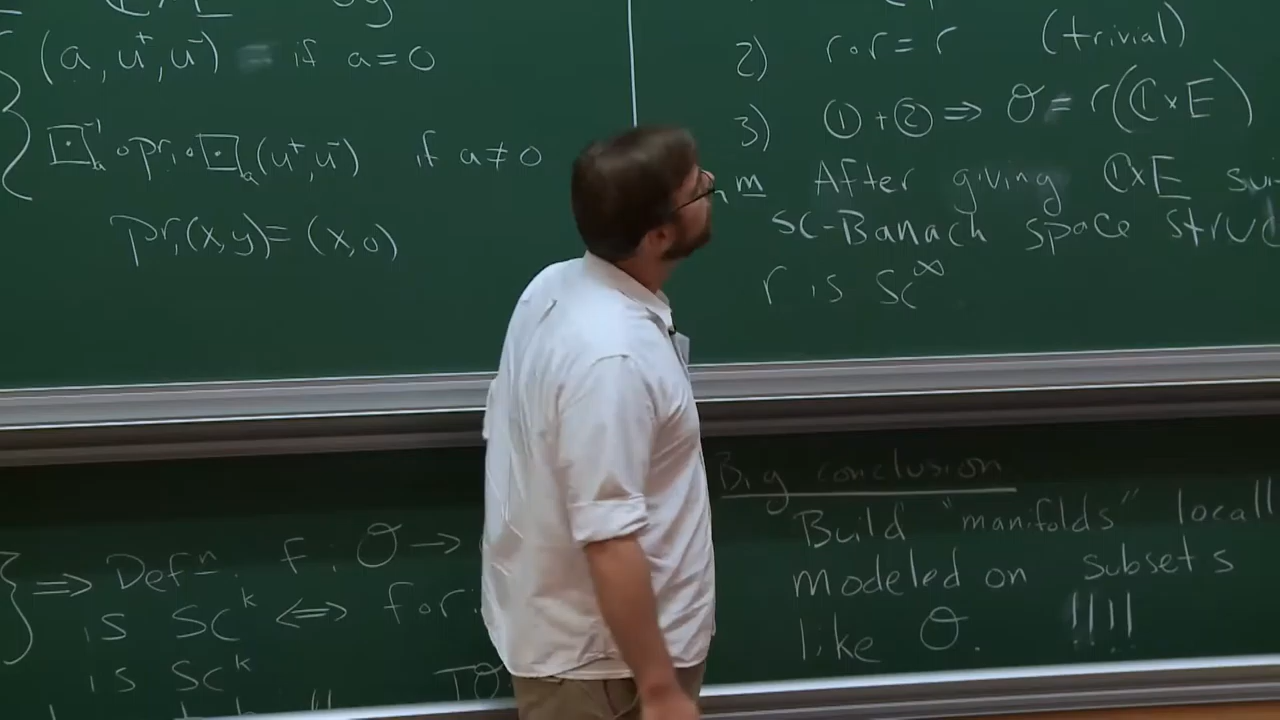 (a, u⁺, u⁻) = if a = 0
⊡ₐ⁻¹ ∘ pr₁ ∘ ⊡ₐ (u⁺, u⁻) if a ≠ 0
pr₁(x,y) = (x,0)
2) r∘r = r (trivial)
3) ① + ② ⟹ 𝒪 = r(ℂ×E)
m After giving ℂ×E
sc-Banach space struc
r is sc^∞
⟹ Defⁿ: f: 𝒪 →
is sc^k ⟺ for:
is sc^k
Big conclusion
Build "manifolds" locall
modeled on subsets
like 𝒪. !!!!